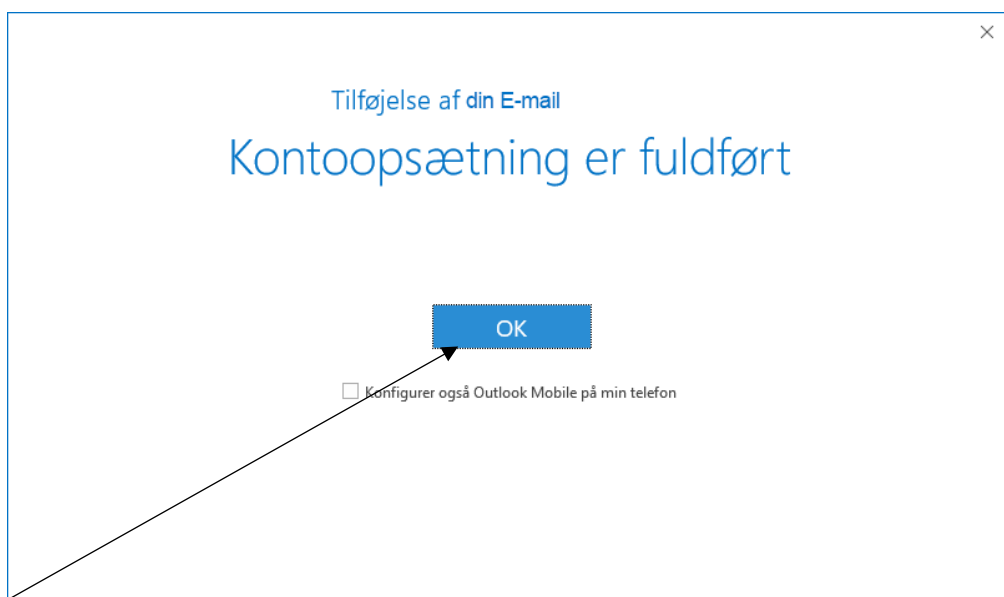 Tilføjelse af din E-mail
Kontoopsætning er fuldført
OK
Konfigurer også Outlook Mobile på min telefon